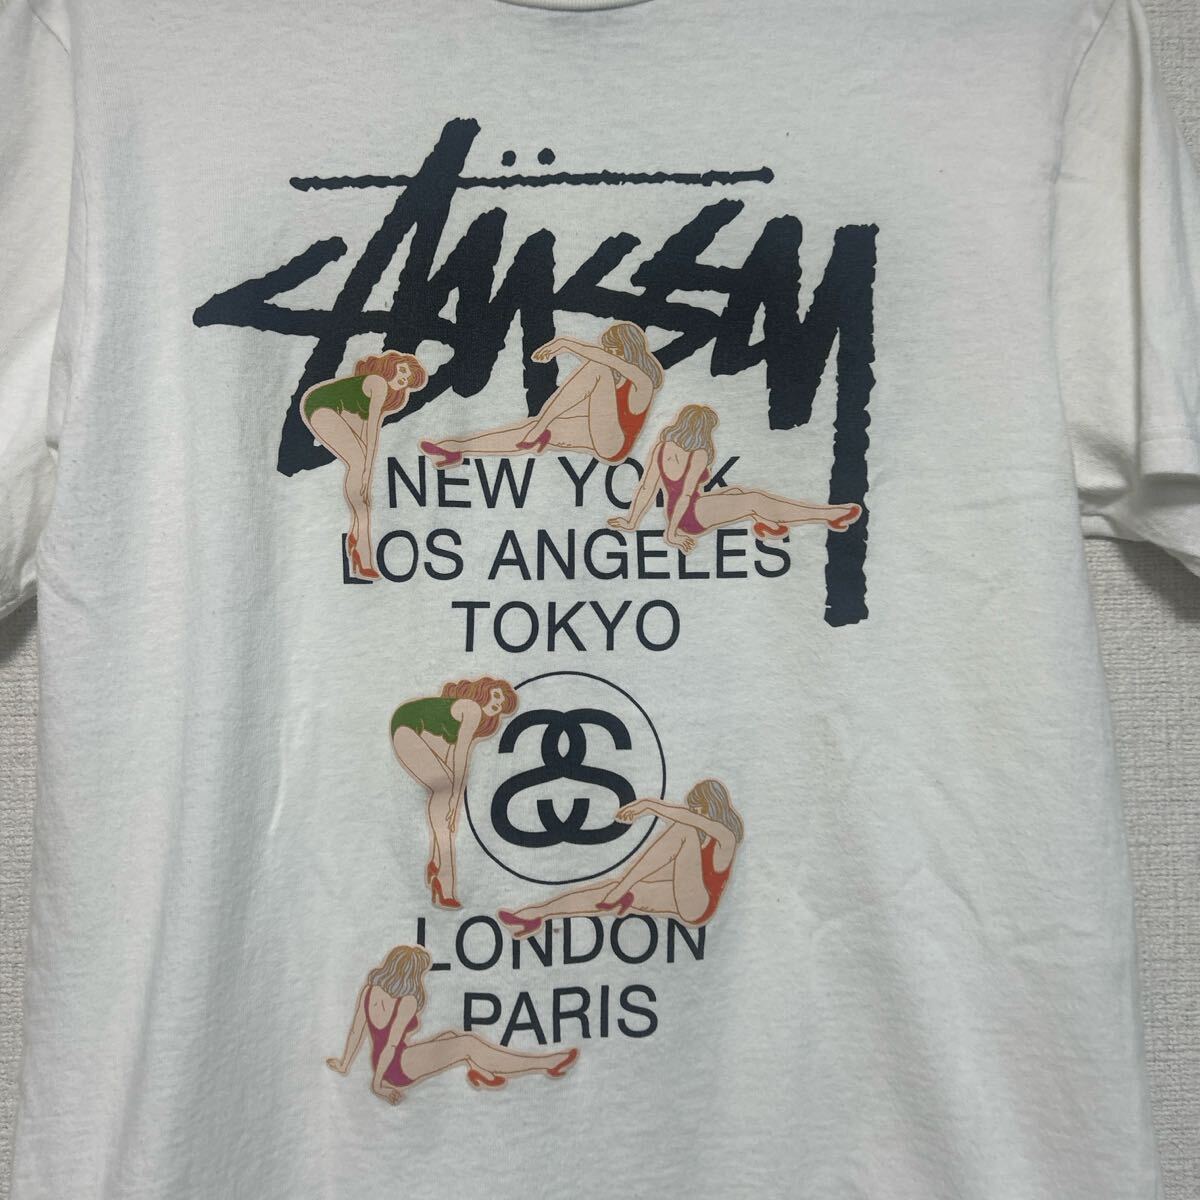 STÜSSY
NEW YORK
LOS ANGELES
TOKYO
LONDON
PARIS